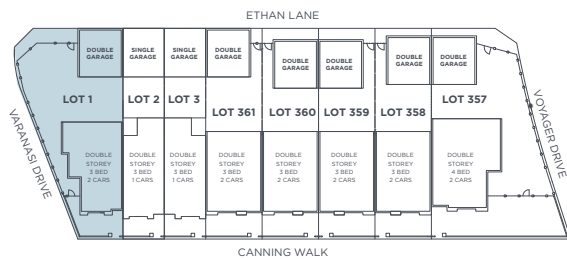 ETHAN LANE
DOUBLE
GARAGE
SINGLE
GARAGE
SINGLE
GARAGE
DOUBLE
GARAGE
DOUBLE
GARAGE
DOUBLE
GARAGE
DOUBLE
GARAGE
DOUBLE
GARAGE
LOT 1
LOT 2
LOT 3
LOT 361
LOT 360
LOT 359
LOT 358
LOT 357
VARANASI DRIVE
VOYAGER DRIVE
DOUBLE
STOREY
3 BED
2 CARS
DOUBLE
STOREY
3 BED
1 CARS
DOUBLE
STOREY
3 BED
1 CARS
DOUBLE
STOREY
3 BED
2 CARS
DOUBLE
STOREY
3 BED
2 CARS
DOUBLE
STOREY
3 BED
2 CARS
DOUBLE
STOREY
3 BED
2 CARS
DOUBLE
STOREY
4 BED
2 CARS
CANNING WALK